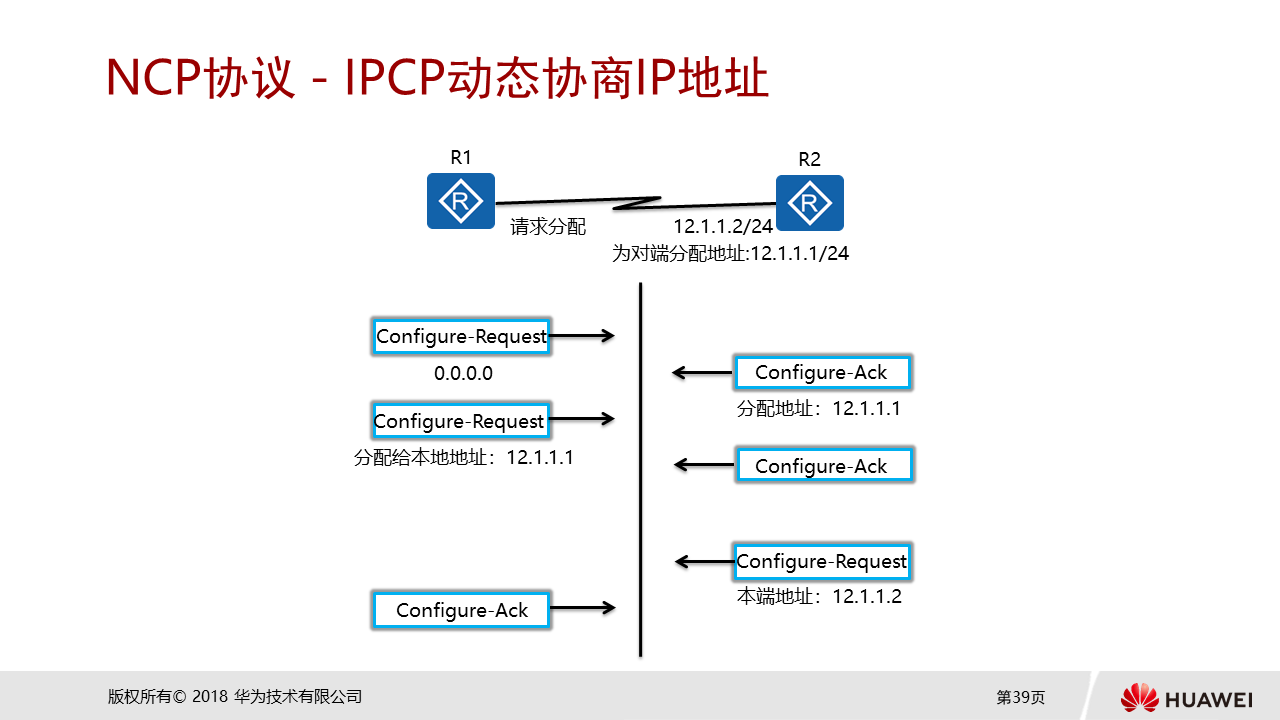 NCP协议 - IPCP动态协商IP地址
R1
R2
R
R
请求分配
12.1.1.2/24
为对端分配地址:12.1.1.1/24
Configure-Request
0.0.0.0
Configure-Ack
分配地址：12.1.1.1
Configure-Request
分配给本地地址：12.1.1.1
Configure-Ack
Configure-Request
本端地址：12.1.1.2
Configure-Ack
版权所有© 2018 华为技术有限公司
第39页
HUAWEI